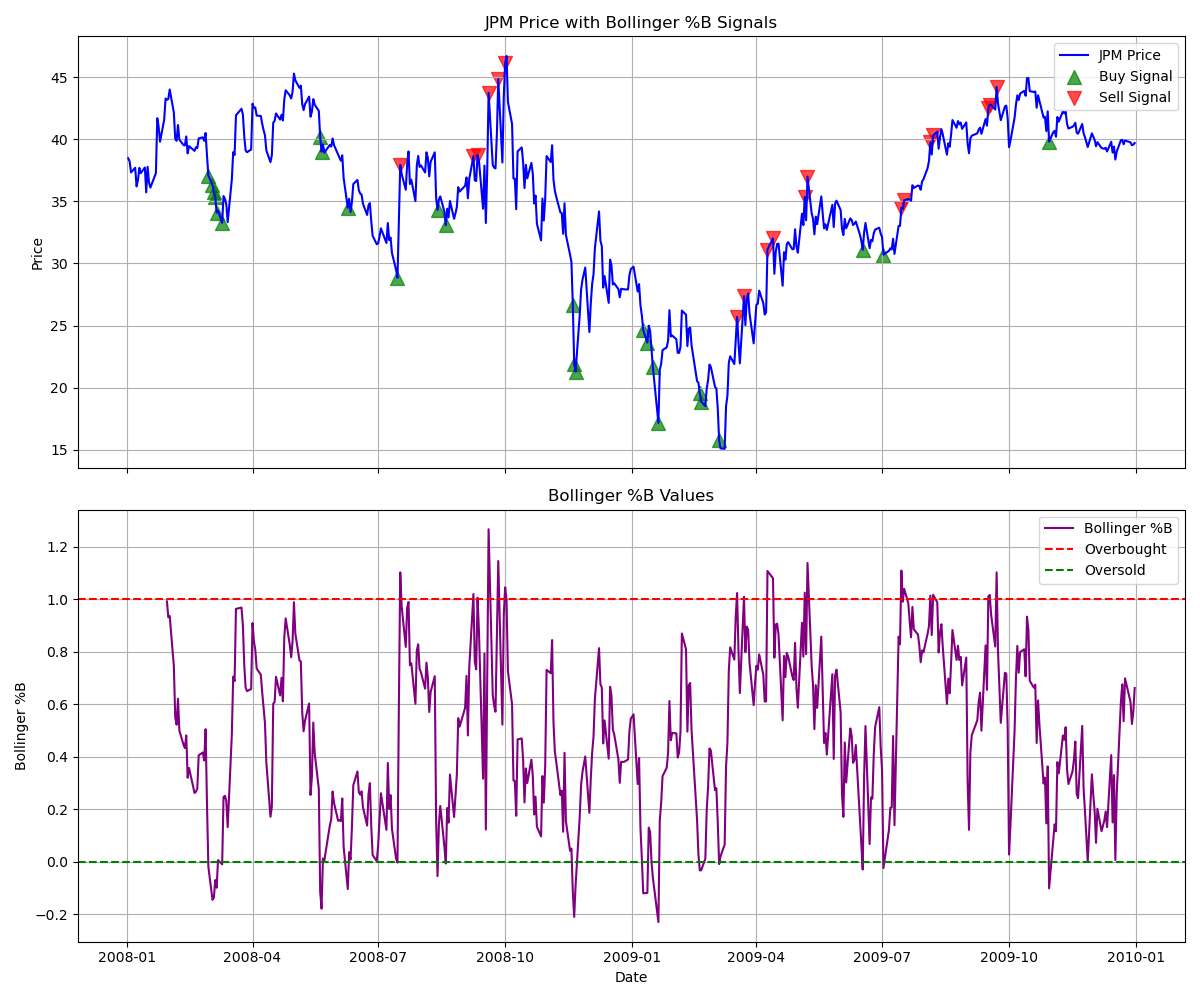 JPM Price with Bollinger %B Signals
JPM Price
Buy Signal
Sell Signal
Price
45
40
35
30
25
20
15
Bollinger %B Values
Bollinger %B
Overbought
Oversold
Bollinger %B
1.2
1.0
0.8
0.6
0.4
0.2
0.0
−0.2
2008-01 2008-04 2008-07 2008-10 2009-01 2009-04 2009-07 2009-10 2010-01
Date